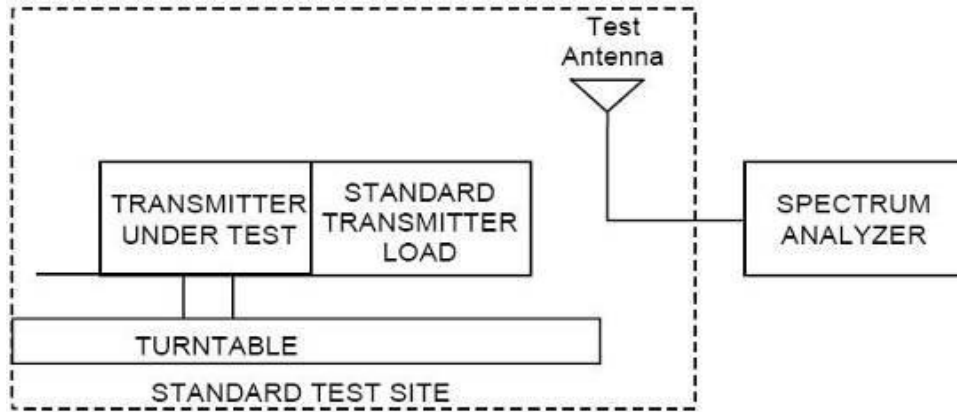 Test
Antenna
TRANSMITTER
UNDER TEST
STANDARD
TRANSMITTER
LOAD
SPECTRUM
ANALYZER
TURNTABLE
STANDARD TEST SITE